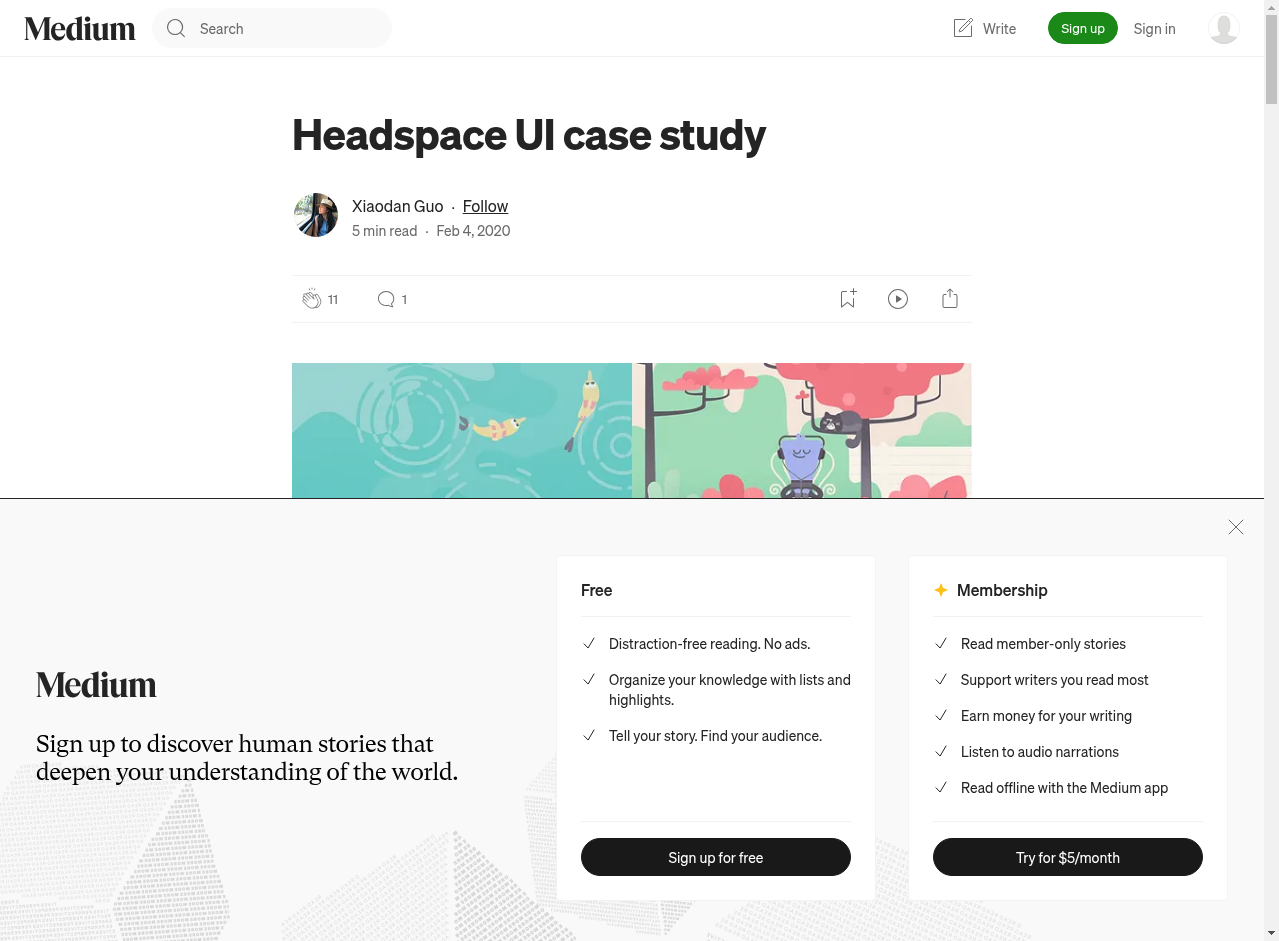 Medium
Search
Write
Sign up
Sign in
Headspace UI case study
Xiaodan Guo · Follow
5 min read · Feb 4, 2020
11
1
Medium
Sign up to discover human stories that
deepen your understanding of the world.
Free
Distraction-free reading. No ads.
Organize your knowledge with lists and
highlights.
Tell your story. Find your audience.
Sign up for free
Membership
Read member-only stories
Support writers you read most
Earn money for your writing
Listen to audio narrations
Read offline with the Medium app
Try for $5/month